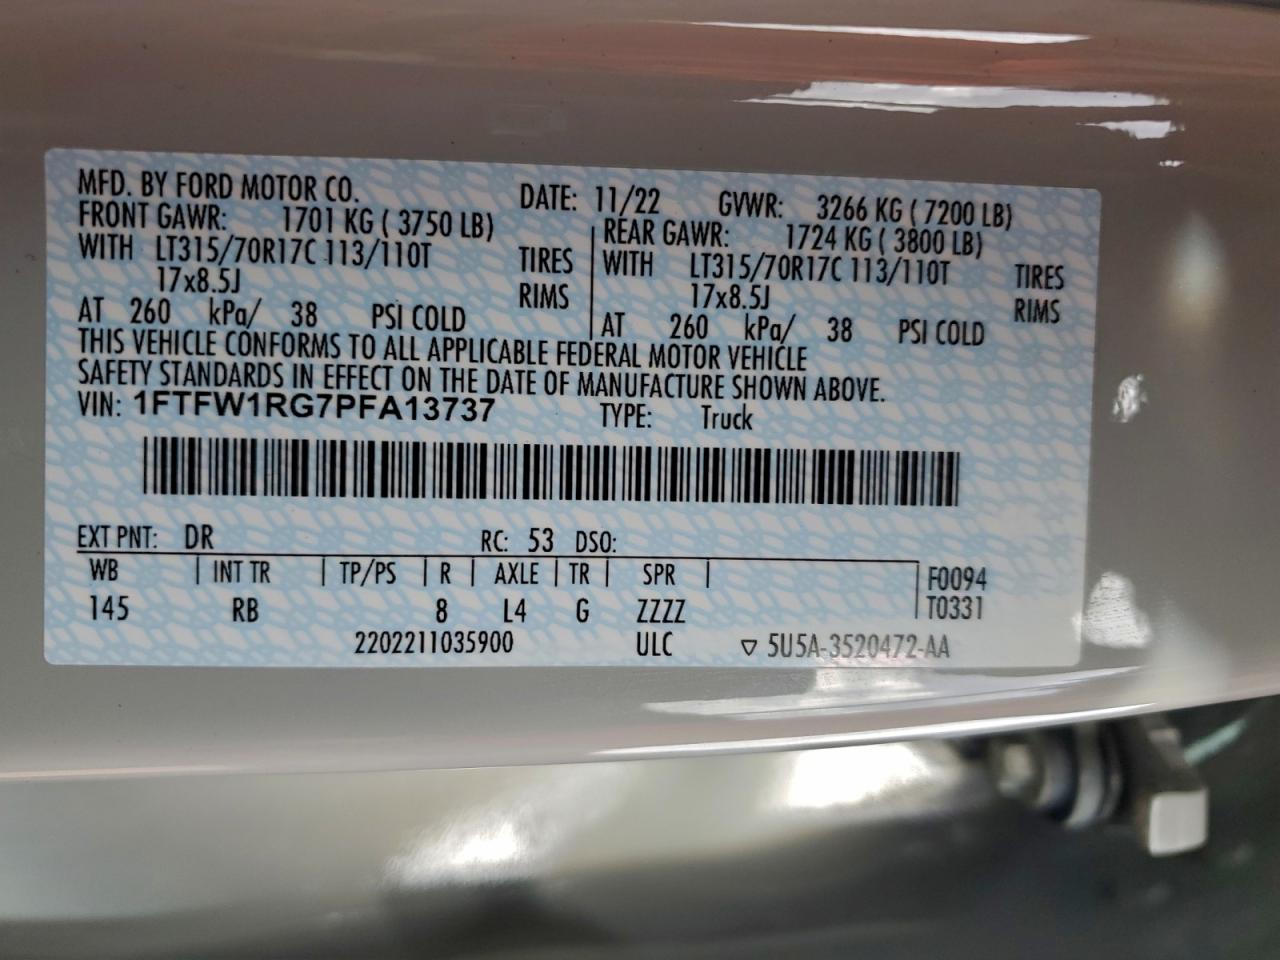 MFD. BY FORD MOTOR CO. DATE: 11/22 GVWR: 3266 KG ( 7200 LB)
FRONT GAWR: 1701 KG ( 3750 LB) REAR GAWR: 1724 KG ( 3800 LB)
WITH LT315/70R17C 113/110T TIRES WITH LT315/70R17C 113/110T TIRES
17x8.5J RIMS 17x8.5J RIMS
AT 260 kPa/ 38 PSI COLD AT 260 kPa/ 38 PSI COLD
THIS VEHICLE CONFORMS TO ALL APPLICABLE FEDERAL MOTOR VEHICLE
SAFETY STANDARDS IN EFFECT ON THE DATE OF MANUFACTURE SHOWN ABOVE.
VIN: 1FTFW1RG7PFA13737 TYPE: Truck
EXT PNT: DR RC: 53 DSO:
WB INT TR TP/PS R AXLE TR SPR F0094
145 RB 8 L4 G ZZZZ T0331
2202211035900 ULC ▽ 5U5A-3520472-AA